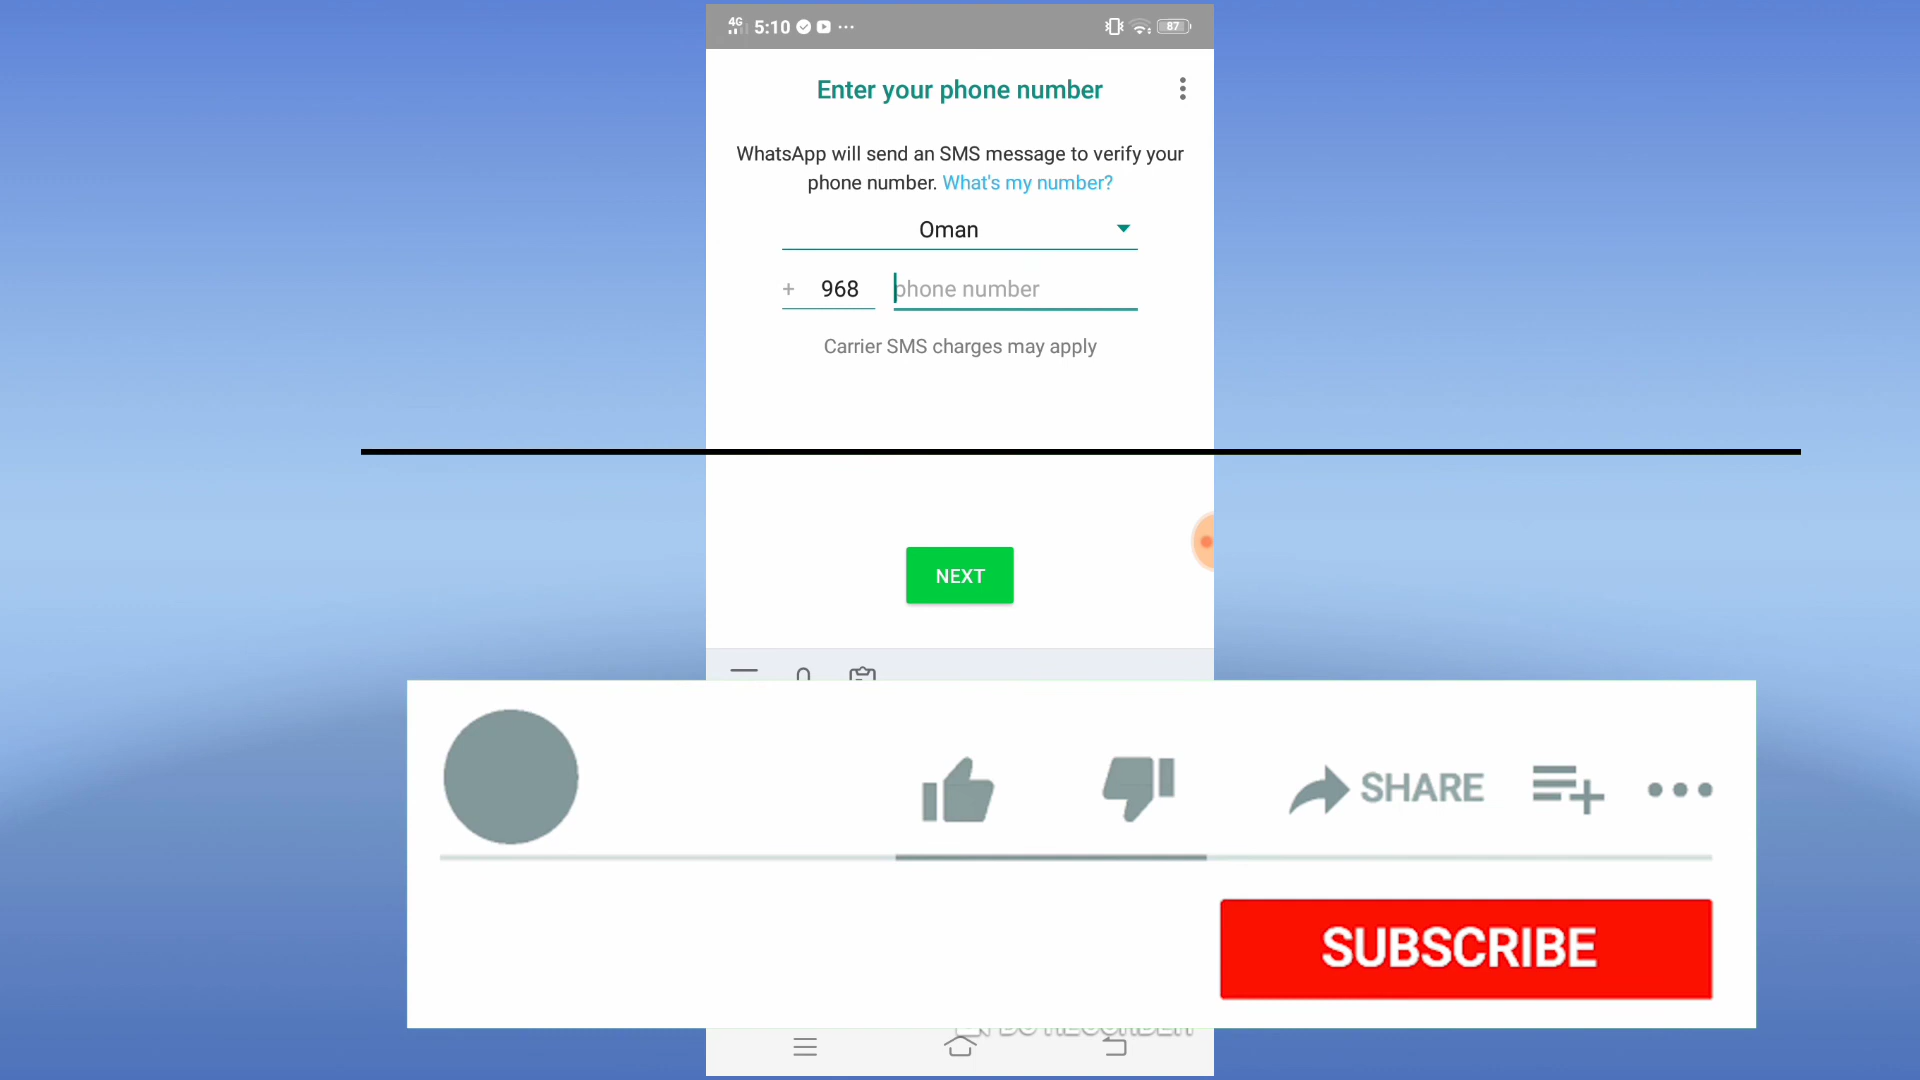 4G 5:10 87
Enter your phone number
WhatsApp will send an SMS message to verify your
phone number. What's my number?
Oman
+ 968 phone number
Carrier SMS charges may apply
NEXT
SHARE
SUBSCRIBE